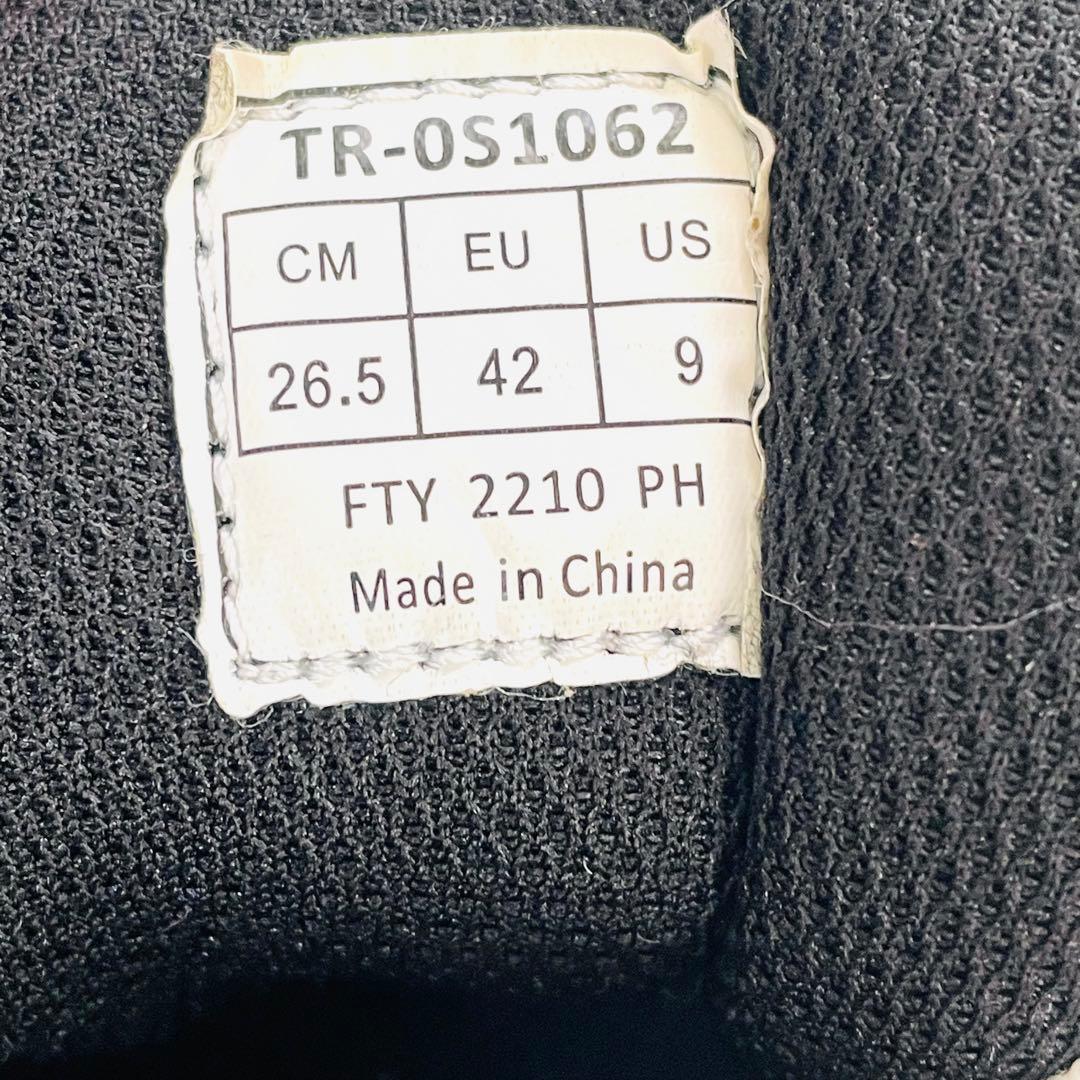 TR-0S1062
CM EU US
26.5 42 9
FTY 2210 PH
Made in China